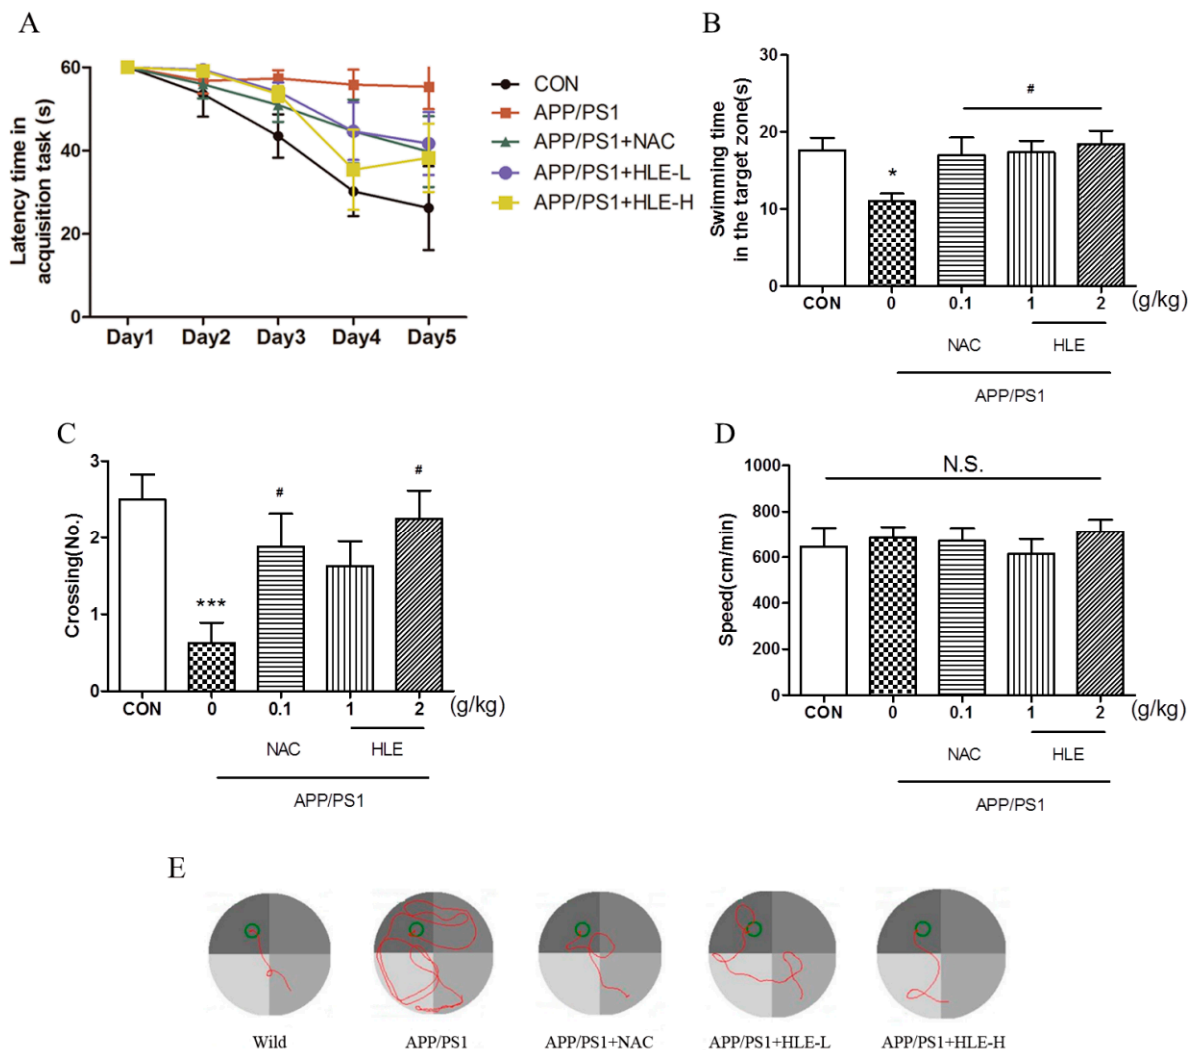 A
Latency time in
acquisition task (s)
60
40
20
0
Day1 Day2 Day3 Day4 Day5
CON
APP/PS1
APP/PS1+NAC
APP/PS1+HLE-L
APP/PS1+HLE-H
B
Swimming time
in the target zone(s)
30
20
10
0
*
#
CON 0 0.1 1 2 (g/kg)
NAC HLE
APP/PS1
C
Crossing(No.)
3
2
1
0
***
#
#
CON 0 0.1 1 2 (g/kg)
NAC HLE
APP/PS1
D
Speed(cm/min)
1000
800
600
400
200
0
N.S.
CON 0 0.1 1 2 (g/kg)
NAC HLE
APP/PS1
E
Wild APP/PS1 APP/PS1+NAC APP/PS1+HLE-L APP/PS1+HLE-H